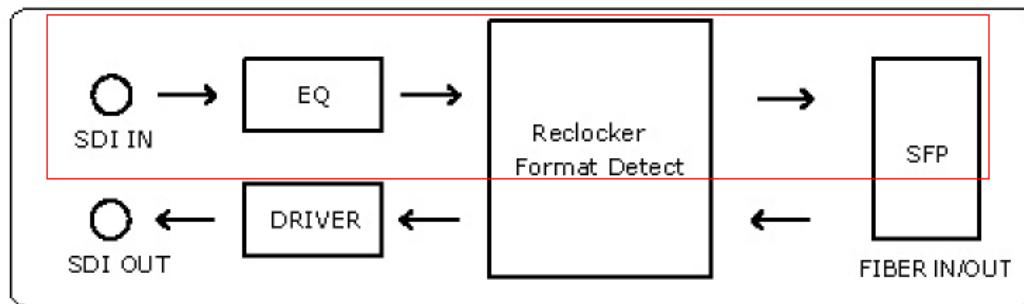 SDI IN
EQ
Reclocker
Format Detect
SFP
SDI OUT
DRIVER
FIBER IN/OUT